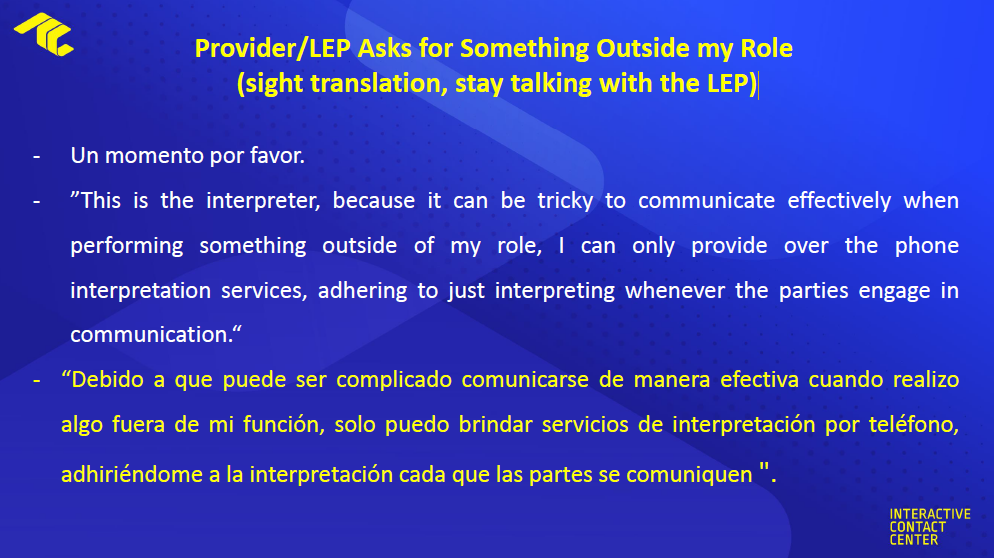 Provider/LEP Asks for Something Outside my Role
(sight translation, stay talking with the LEP)
- Un momento por favor.
- ”This is the interpreter, because it can be tricky to communicate effectively when
performing something outside of my role, I can only provide over the phone
interpretation services, adhering to just interpreting whenever the parties engage in
communication.“
- “Debido a que puede ser complicado comunicarse de manera efectiva cuando realizo
algo fuera de mi función, solo puedo brindar servicios de interpretación por teléfono,
adhiriéndome a la interpretación cada que las partes se comuniquen ".
INTERACTIVE
CONTACT
CENTER